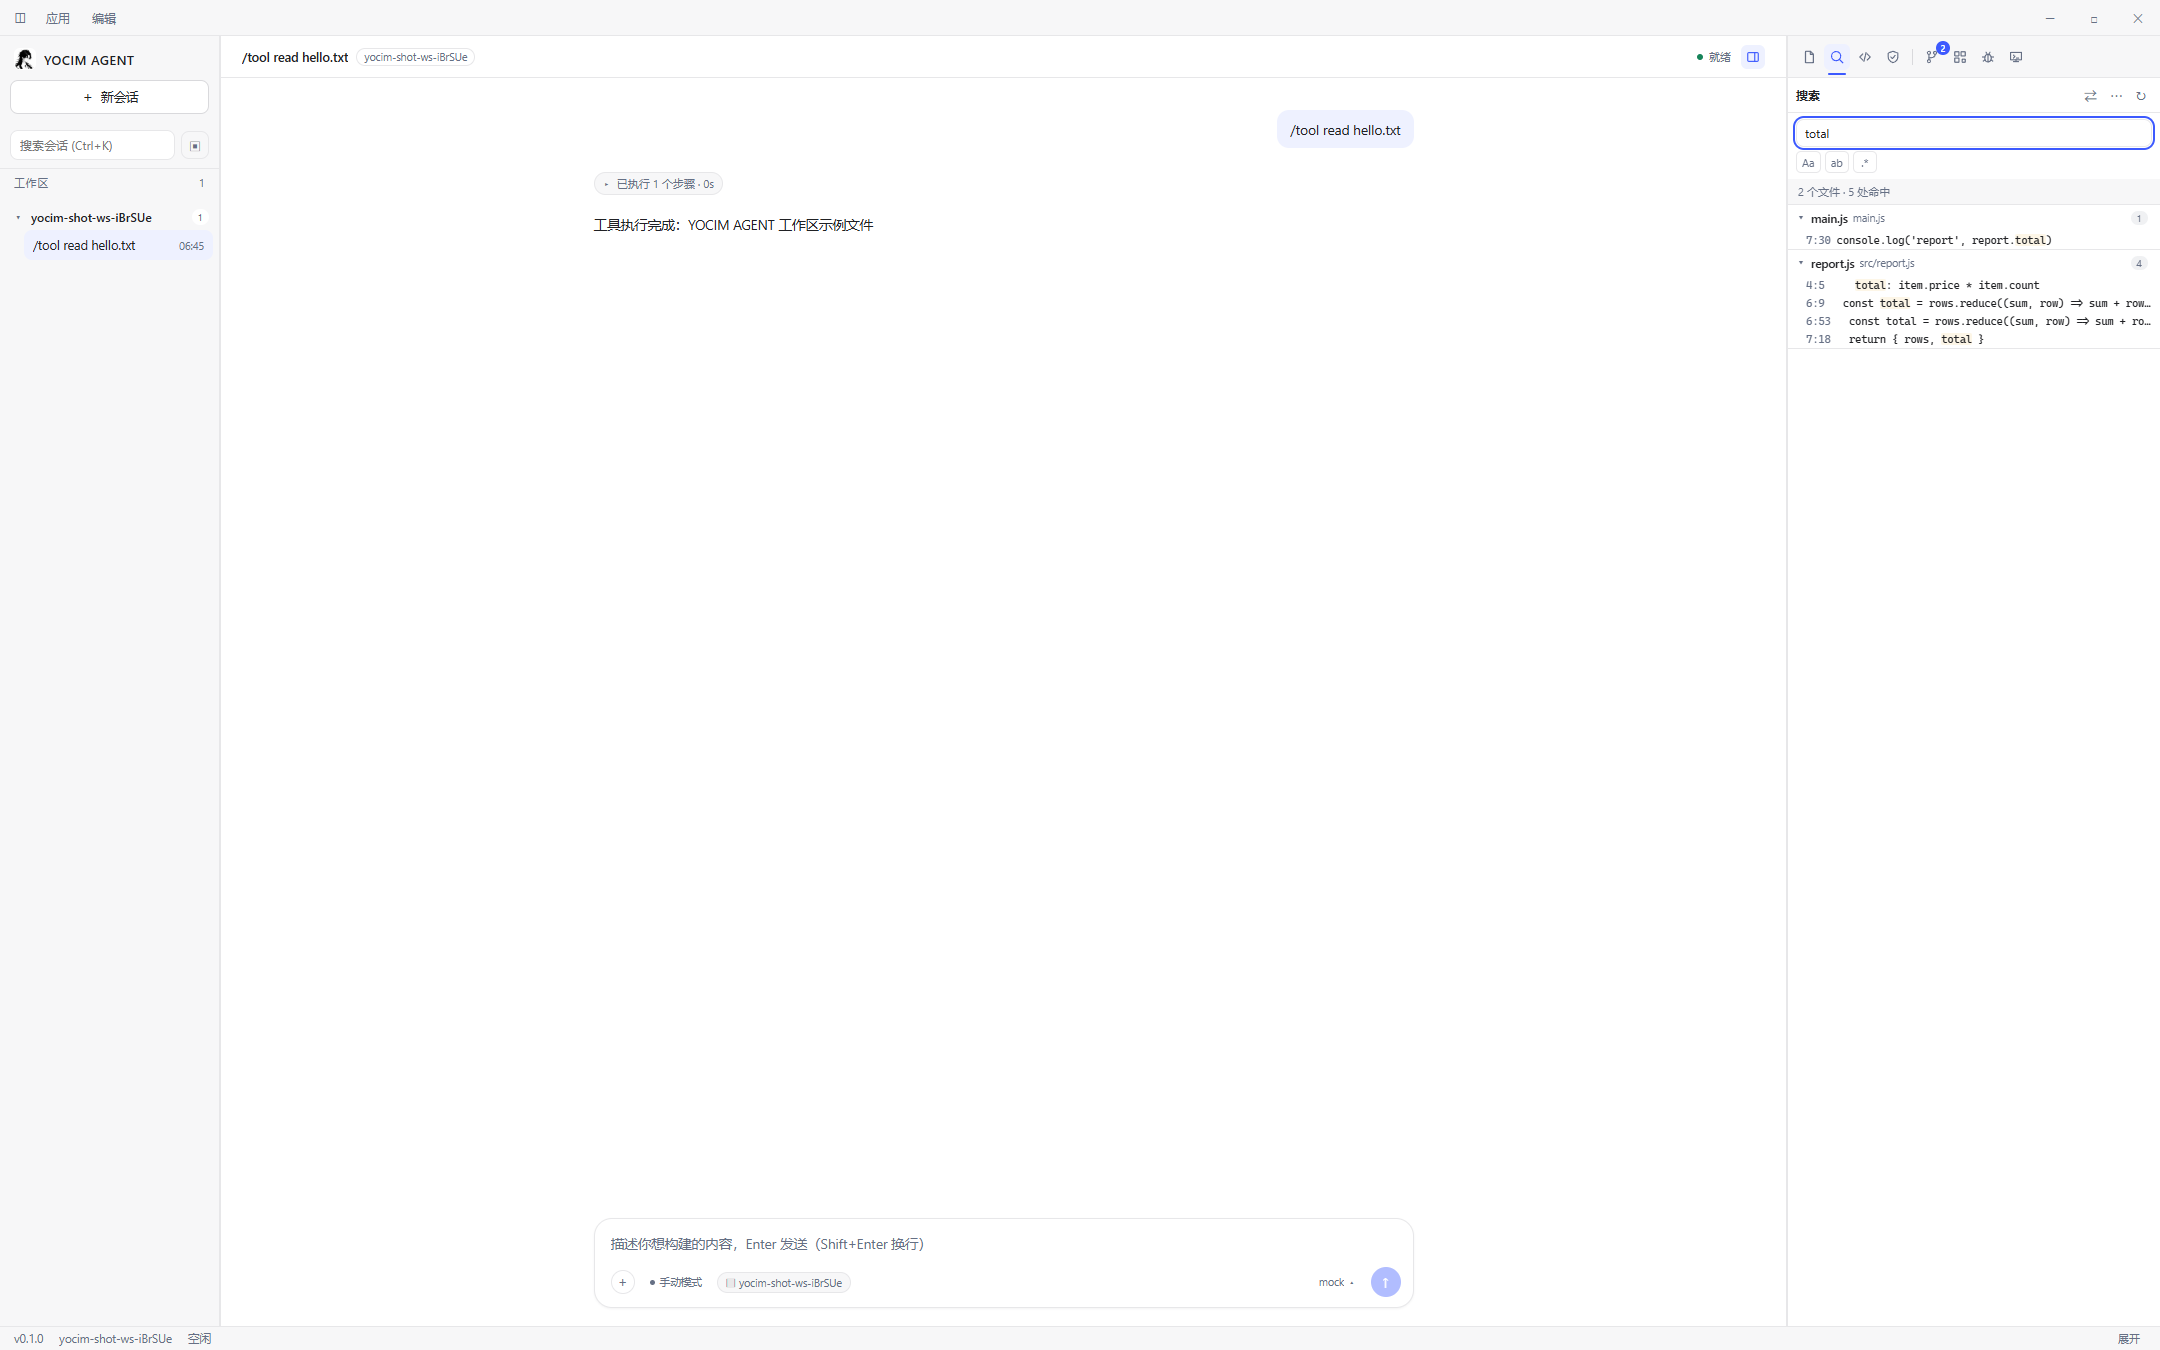 应用 编辑
YOCIM AGENT
+ 新会话
搜索会话 (Ctrl+K)
工作区 1
yocim-shot-ws-iBrSUe 1
/tool read hello.txt 06:45
/tool read hello.txt yocim-shot-ws-iBrSUe
就绪
/tool read hello.txt
已执行 1 个步骤 · 0s
工具执行完成：YOCIM AGENT 工作区示例文件
描述你想构建的内容，Enter 发送（Shift+Enter 换行）
+ 手动模式 yocim-shot-ws-iBrSUe mock
2
搜索
total
Aa ab .*
2 个文件 · 5 处命中
main.js main.js 1
7:30 console.log('report', report.total)
report.js src/report.js 4
4:5 total: item.price * item.count
6:9 const total = rows.reduce((sum, row) => sum + row…
6:53 const total = rows.reduce((sum, row) => sum + ro…
7:18 return { rows, total }
v0.1.0 yocim-shot-ws-iBrSUe 空闲
展开